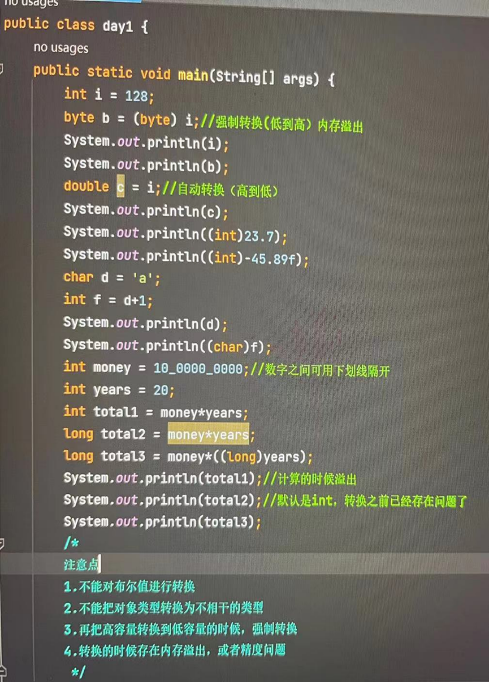 no usages
public class day1 {
no usages
public static void main(String[] args) {
int i = 128;
byte b = (byte) i;//强制转换(低到高）内存溢出
System.out.println(i);
System.out.println(b);
double c = i;//自动转换（高到低）
System.out.println(c);
System.out.println((int)23.7);
System.out.println((int)-45.89f);
char d = 'a';
int f = d+1;
System.out.println(d);
System.out.println((char)f);
int money = 10_0000_0000;//数字之间可用下划线隔开
int years = 20;
int total1 = money*years;
long total2 = money*years;
long total3 = money*((long)years);
System.out.println(total1);//计算的时候溢出
System.out.println(total2);//默认是int，转换之前已经存在问题了
System.out.println(total3);
/*
注意点
1.不能对布尔值进行转换
2.不能把对象类型转换为不相干的类型
3.再把高容量转换到低容量的时候，强制转换
4.转换的时候存在内存溢出，或者精度问题
*/